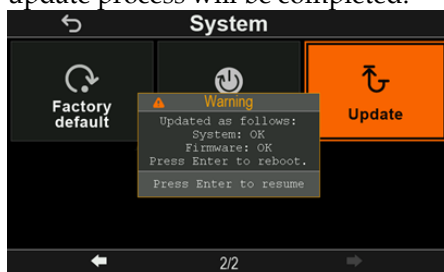 update process will be completed.
System
Factory
default
Update
Warning
Updated as follows:
System: OK
Firmware: OK
Press Enter to reboot.
Press Enter to resume
2/2